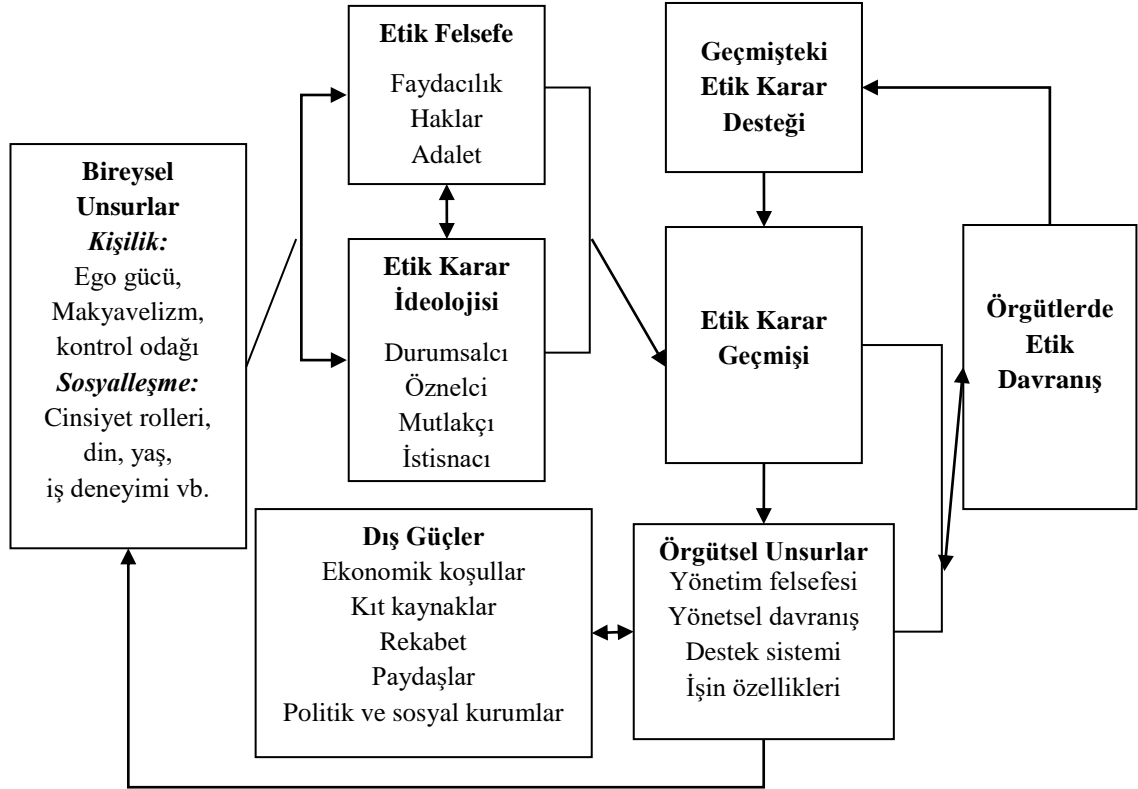 Etik Felsefe
Faydacılık
Haklar
Adalet
Geçmişteki
Etik Karar
Desteği
Bireysel
Unsurlar
Kişilik:
Ego gücü,
Makyavelizm,
kontrol odağı
Sosyalleşme:
Cinsiyet rolleri,
din, yaş,
iş deneyimi vb.
Etik Karar
İdeolojisi
Durumsalcı
Öznelci
Mutlakçı
İstisnacı
Etik Karar
Geçmişi
Örgütlerde
Etik
Davranış
Dış Güçler
Ekonomik koşullar
Kıt kaynaklar
Rekabet
Paydaşlar
Politik ve sosyal kurumlar
Örgütsel Unsurlar
Yönetim felsefesi
Yönetsel davranış
Destek sistemi
İşin özellikleri